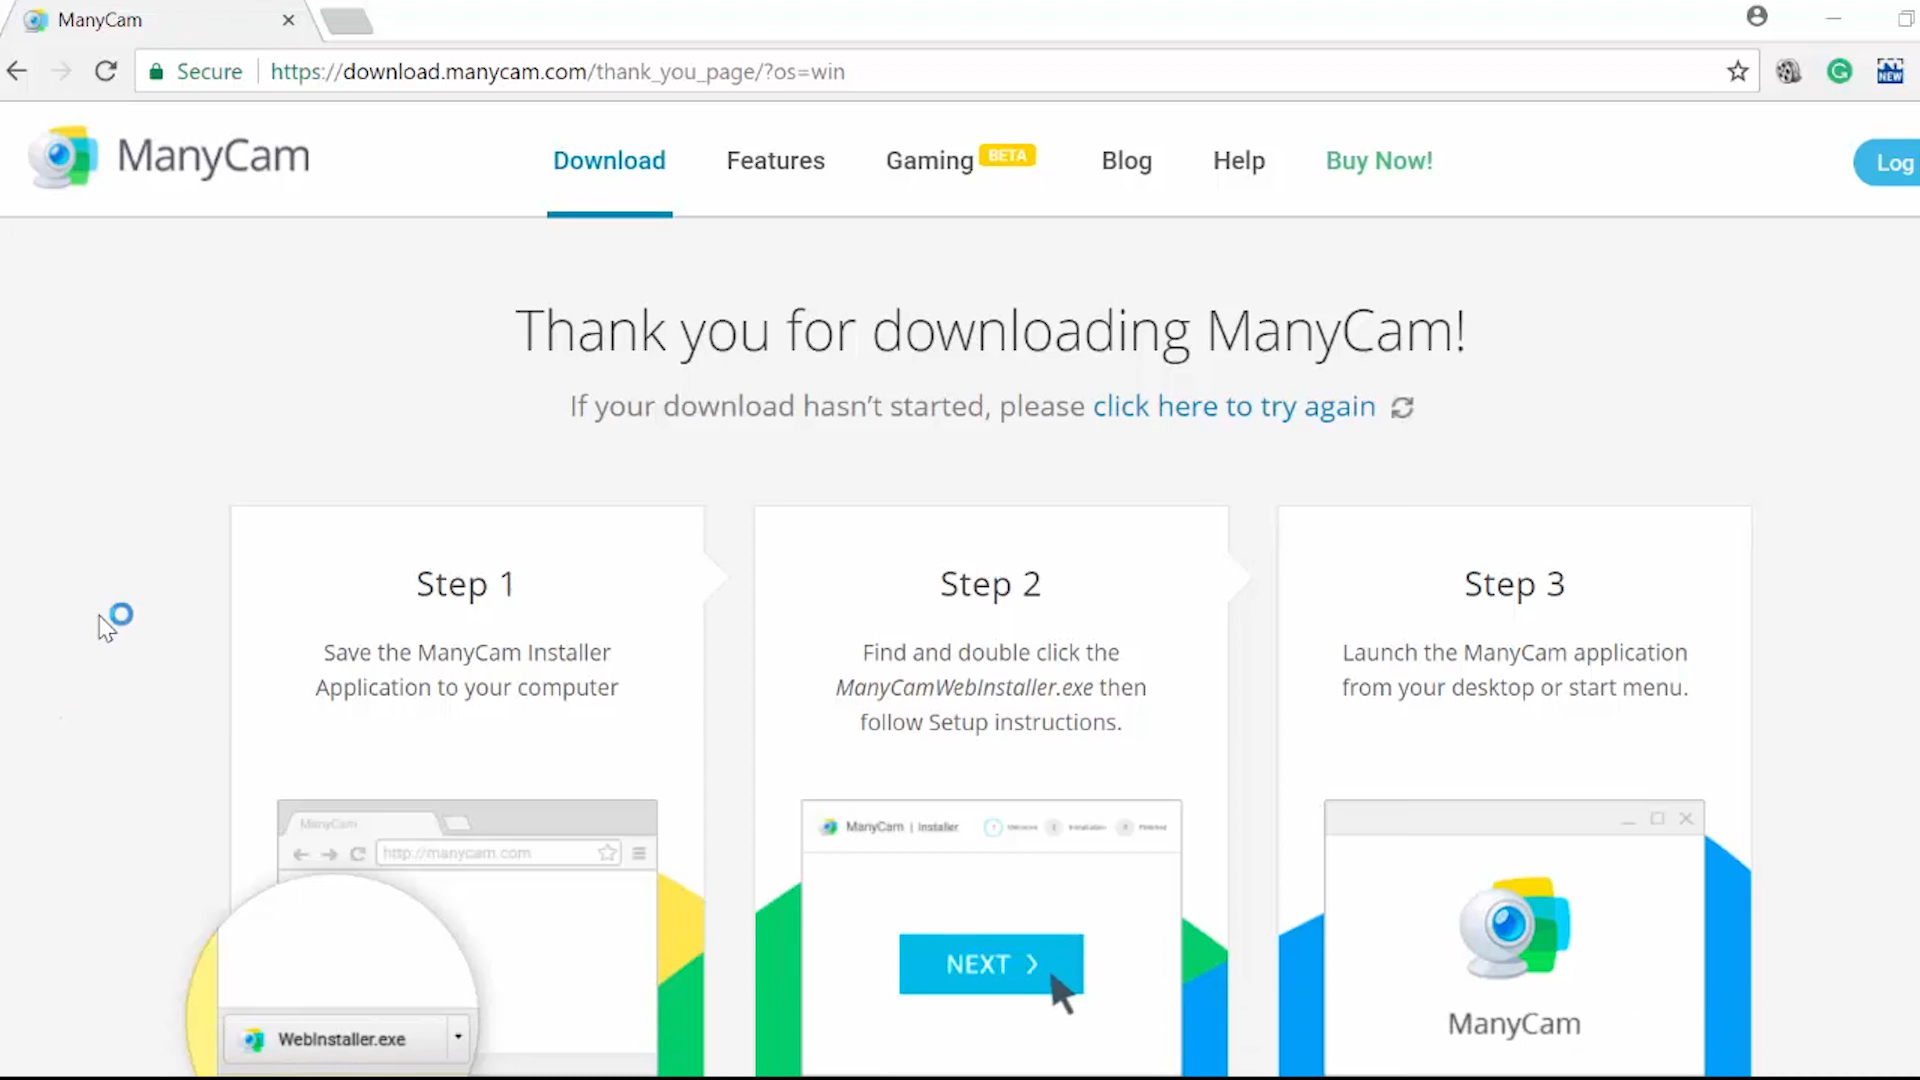 ManyCam
Secure
https://download.manycam.com/thank_you_page/?os=win
NEW
ManyCam
Download
Features
Gaming BETA
Blog
Help
Buy Now!
Log
Thank you for downloading ManyCam!
If your download hasn't started, please click here to try again
Step 1
Save the ManyCam Installer
Application to your computer
ManyCam
http://manycam.com
WebInstaller.exe
Step 2
Find and double click the
ManyCamWebInstaller.exe then
follow Setup instructions.
ManyCam | Installer
NEXT
Step 3
Launch the ManyCam application
from your desktop or start menu.
ManyCam